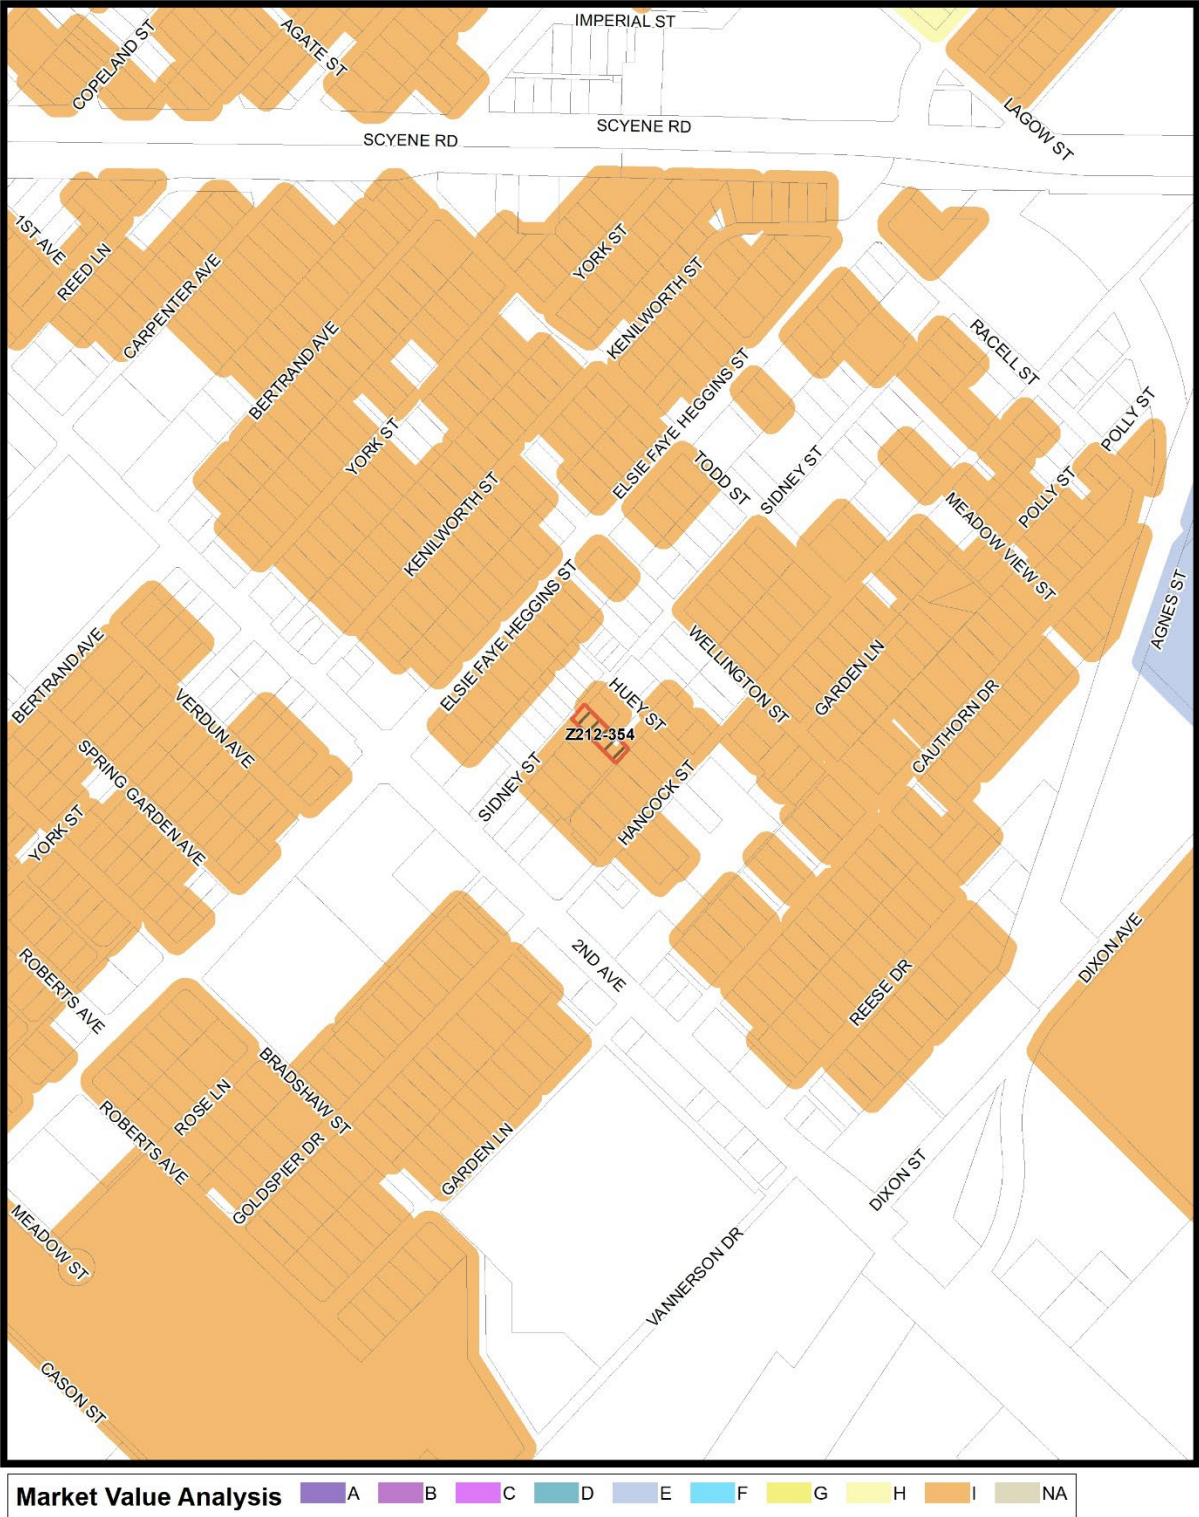 IMPERIAL ST
COPELAND ST
AGATE ST
SCYENE RD
SCYENE RD
LAGOW ST
1ST AVE
REED LN
CARPENTER AVE
YORK ST
KENILWORTH ST
BERTRAND AVE
RACELL ST
ELSIE FAYE HEGGINS ST
YORK ST
POLLY ST
TODD ST
SIDNEY ST
KENILWORTH ST
POLLY ST
MEADOW VIEW ST
AGNES ST
ELSIE FAYE HEGGINS ST
BERTRAND AVE
WELLINGTON ST
GARDEN LN
HUEY ST
VERDUN AVE
CAUTHORN DR
Z212-354
SPRING GARDEN AVE
SIDNEY ST
HANCOCK ST
YORK ST
2ND AVE
DIXON AVE
ROBERTS AVE
REESE DR
BRADSHAW ST
ROSE LN
ROBERTS AVE
GOLDSPIER DR
GARDEN LN
DIXON ST
MEADOW ST
VANNERSON DR
CASON ST
Market Value Analysis A B C D E F G H I NA